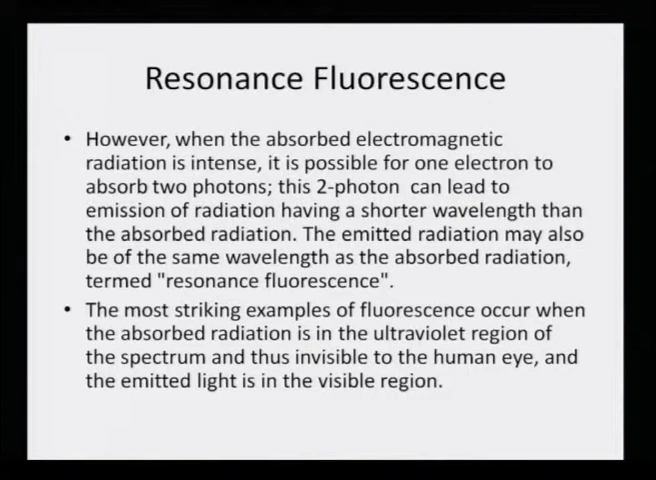 Resonance Fluorescence
• However, when the absorbed electromagnetic
radiation is intense, it is possible for one electron to
absorb two photons; this 2-photon can lead to
emission of radiation having a shorter wavelength than
the absorbed radiation. The emitted radiation may also
be of the same wavelength as the absorbed radiation,
termed "resonance fluorescence".
• The most striking examples of fluorescence occur when
the absorbed radiation is in the ultraviolet region of
the spectrum and thus invisible to the human eye, and
the emitted light is in the visible region.